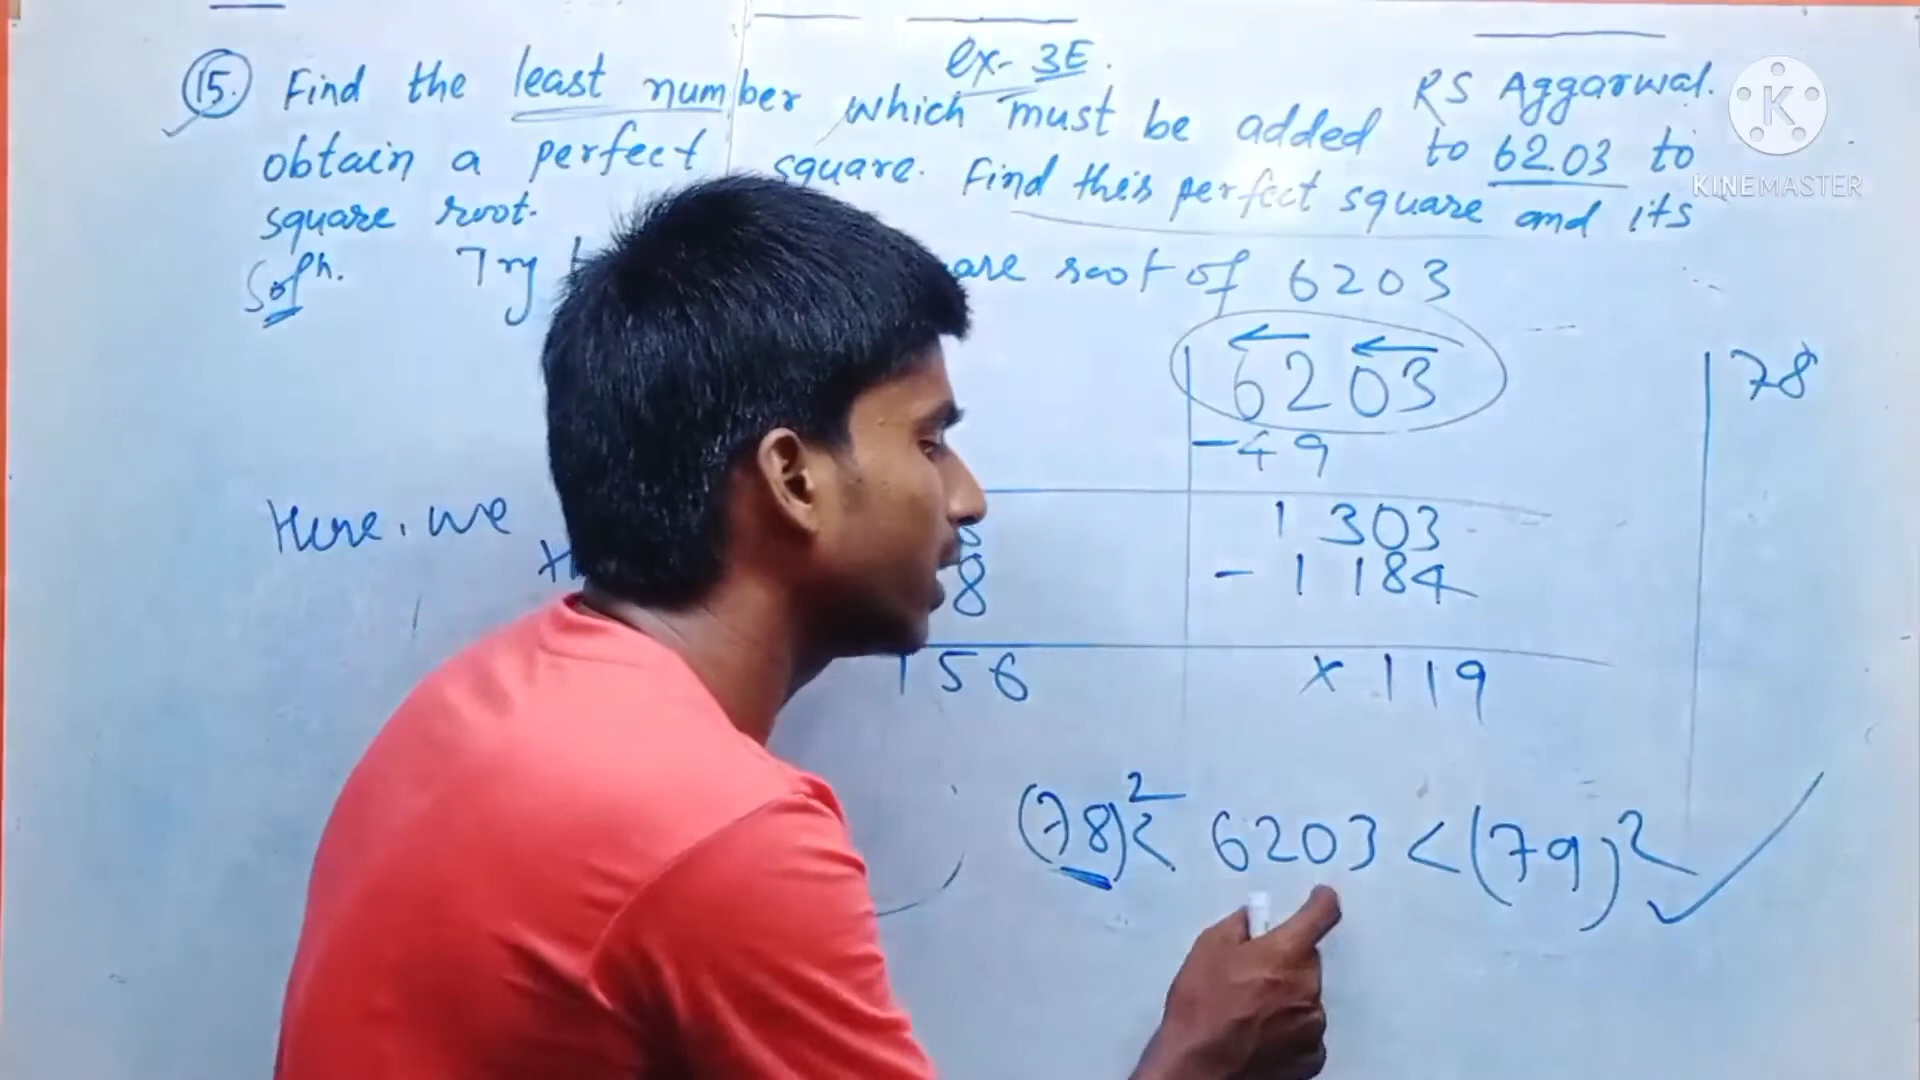 ex- 3E.
RS Aggarwal.
15. Find the least number which must be added to 6203 to
obtain a perfect square. Find this perfect square and its
square root.
Soln. Try are root of 6203
6203 78
-49
Here, we 1303
8 -1184
156 x119
(78)² < 6203 < (79)²
K
KINEMASTER